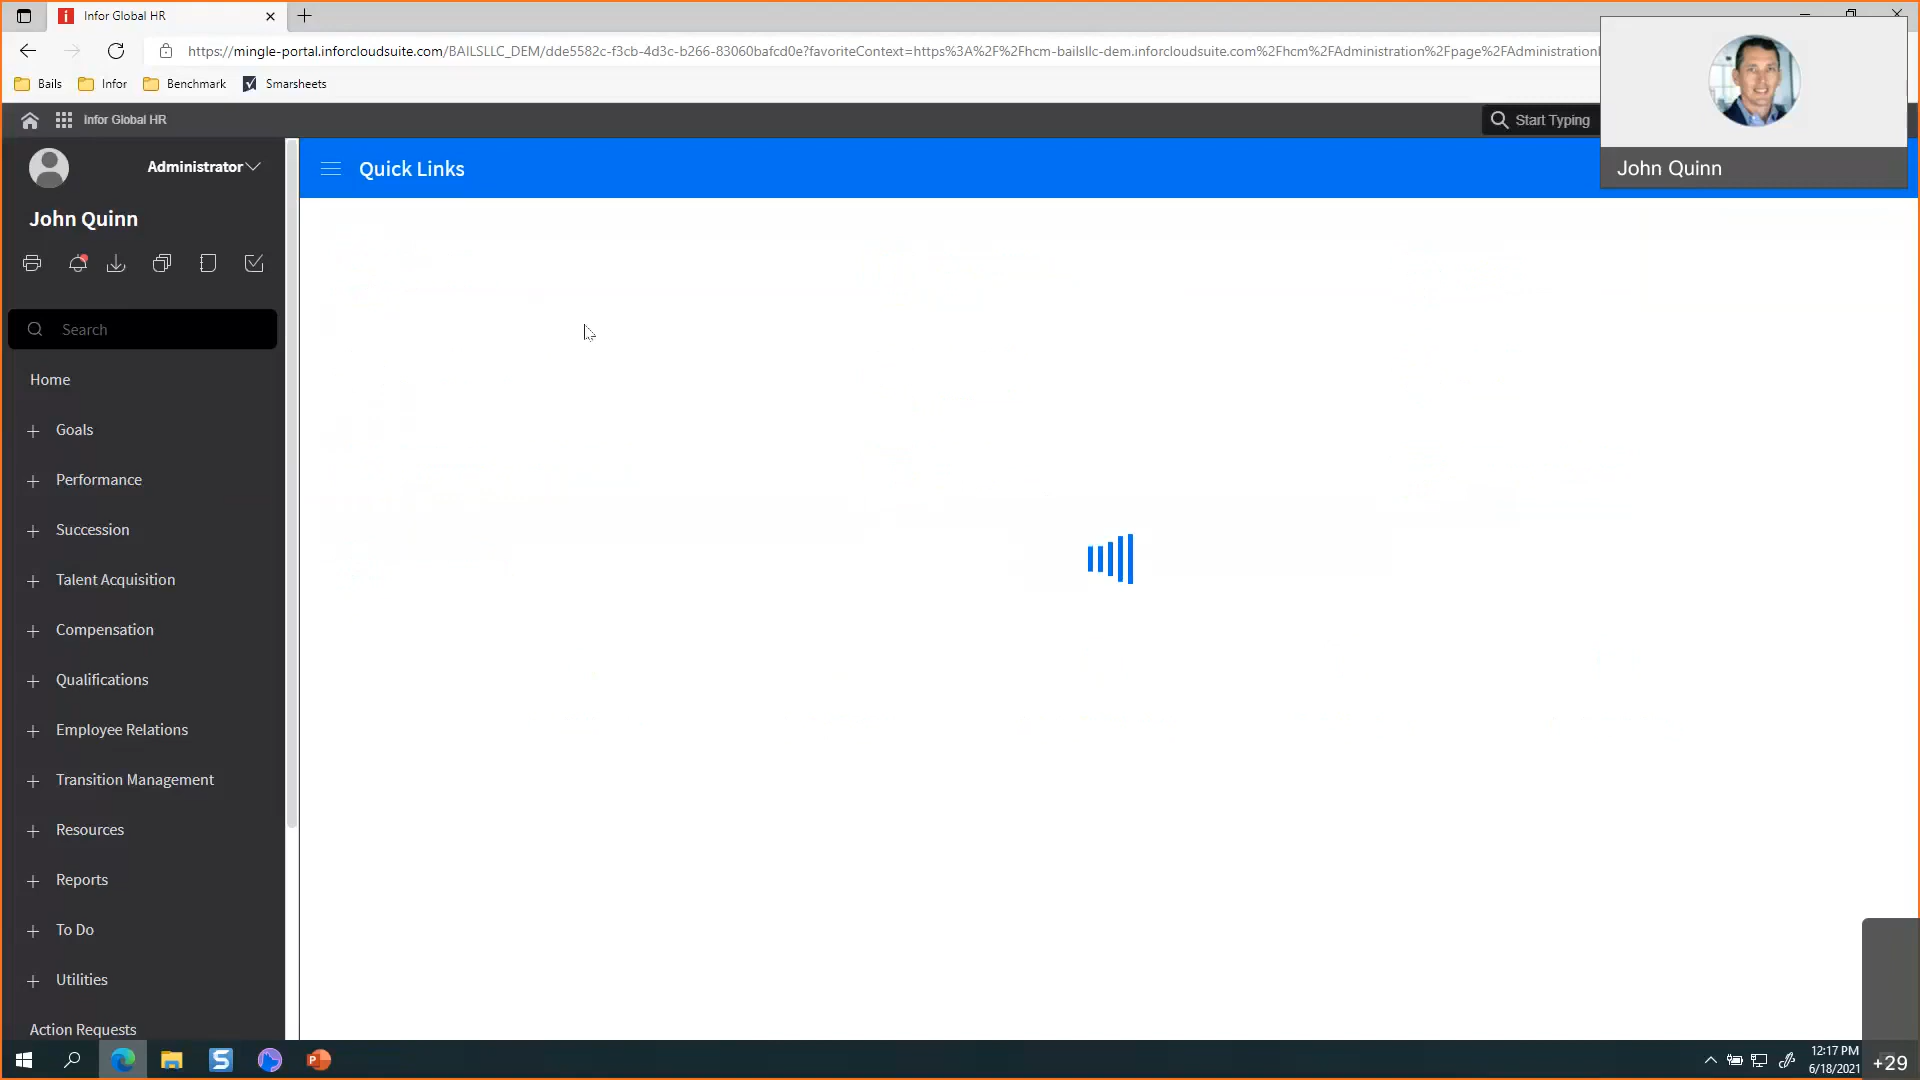 Infor Global HR
https://mingle-portal.inforcloudsuite.com/BAILSLLC_DEM/dde5582c-f3cb-4d3c-b266-83060bafcd0e?favoriteContext=https%3A%2F%2Fhcm-bailsllc-dem.inforcloudsuite.com%2Fhcm%2FAdministration%2Fpage%2FAdministrationl
Bails
Infor
Benchmark
Smarsheets
Infor Global HR
Start Typing
Administrator
Quick Links
John Quinn
John Quinn
Search
Home
Goals
Performance
Succession
Talent Acquisition
Compensation
Qualifications
Employee Relations
Transition Management
Resources
Reports
To Do
Utilities
Action Requests
12:17 PM
6/18/2021
+29